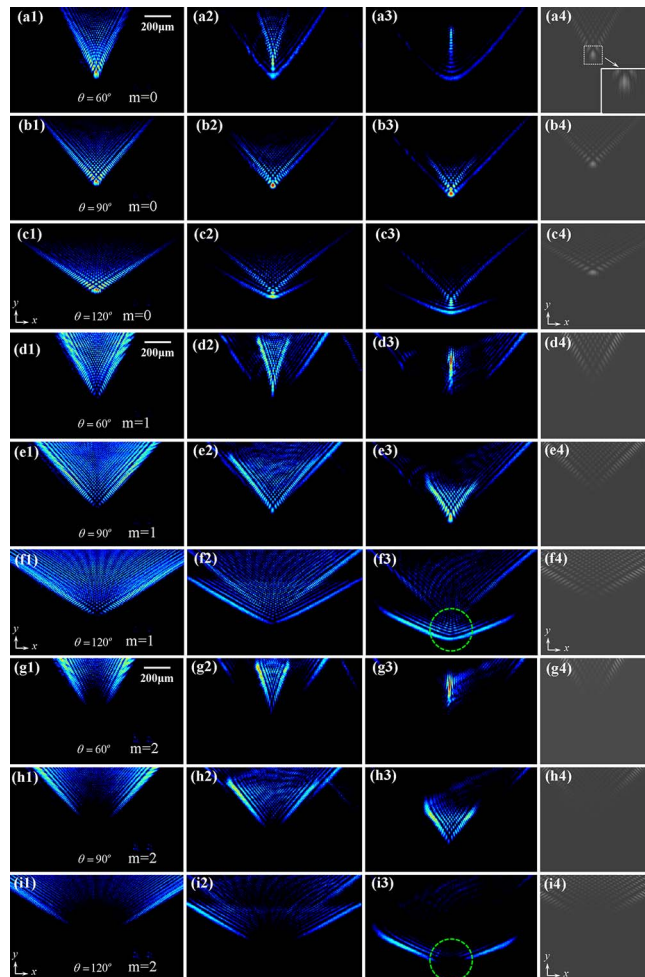 (a1) 200μm (a2) (a3) (a4)
θ=60° m=0
(b1) (b2) (b3) (b4)
θ=90° m=0
(c1) (c2) (c3) (c4)
y x θ=120° m=0 y x
(d1) 200μm (d2) (d3) (d4)
θ=60° m=1
(e1) (e2) (e3) (e4)
θ=90° m=1
(f1) (f2) (f3) (f4)
y x θ=120° m=1 y x
(g1) 200μm (g2) (g3) (g4)
θ=60° m=2
(h1) (h2) (h3) (h4)
θ=90° m=2
(i1) (i2) (i3) (i4)
y x θ=120° m=2 y x